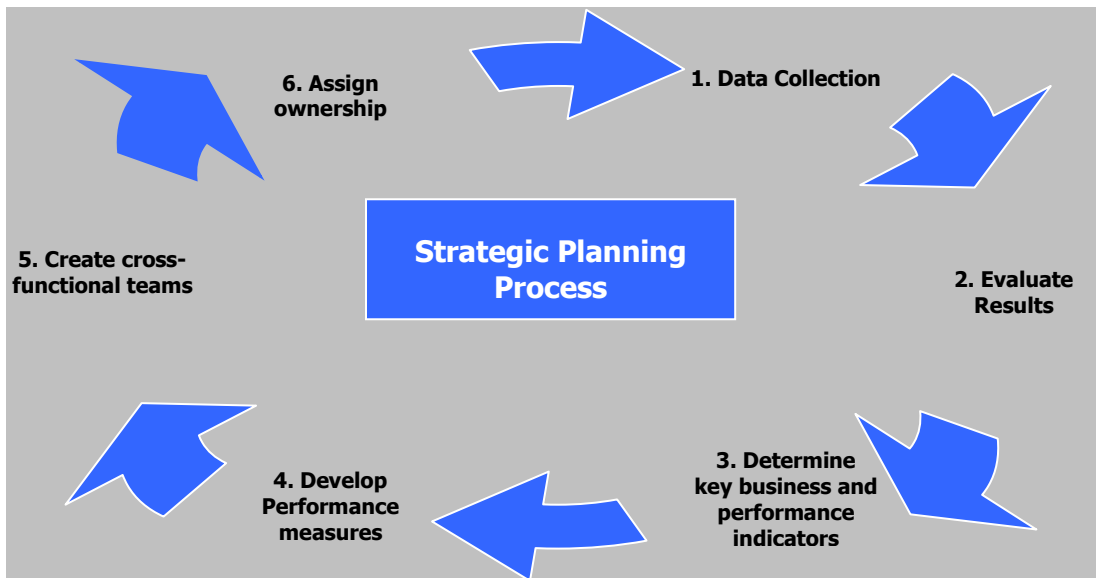 6. Assign
ownership
1. Data Collection
Strategic Planning
Process
5. Create cross-
functional teams
2. Evaluate
Results
3. Determine
key business and
performance
indicators
4. Develop
Performance
measures